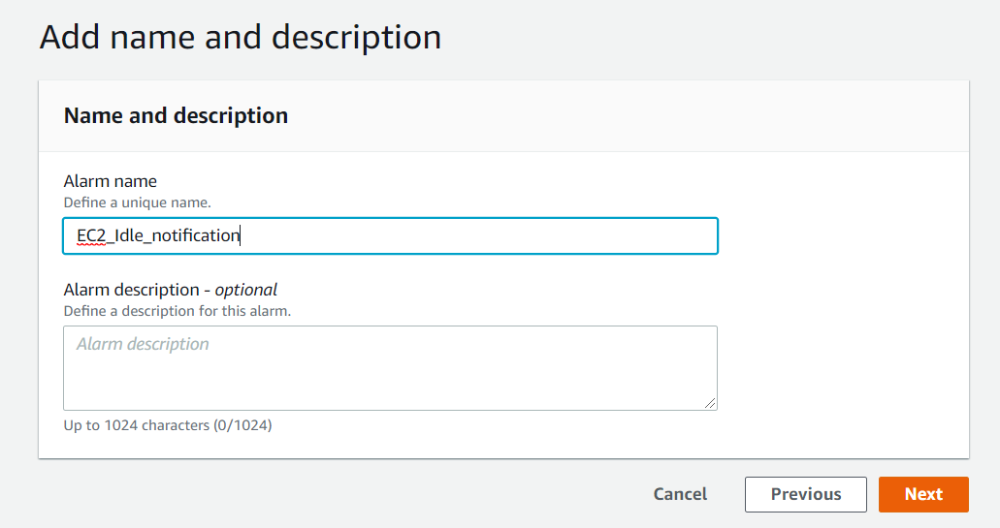 Add name and description
Name and description
Alarm name
Define a unique name.
EC2_Idle_notification
Alarm description - optional
Define a description for this alarm.
Alarm description
Up to 1024 characters (0/1024)
Cancel Previous Next